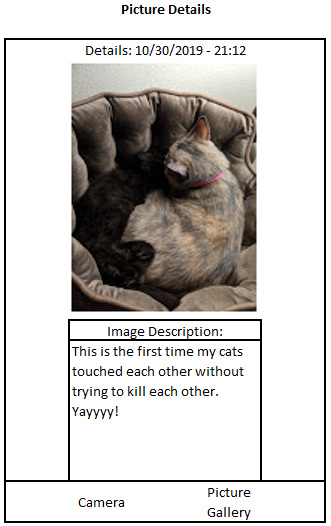 Picture Details
Details: 10/30/2019 - 21:12
Image Description:
This is the first time my cats
touched each other without
trying to kill each other.
Yayyyy!
Camera
Picture
Gallery